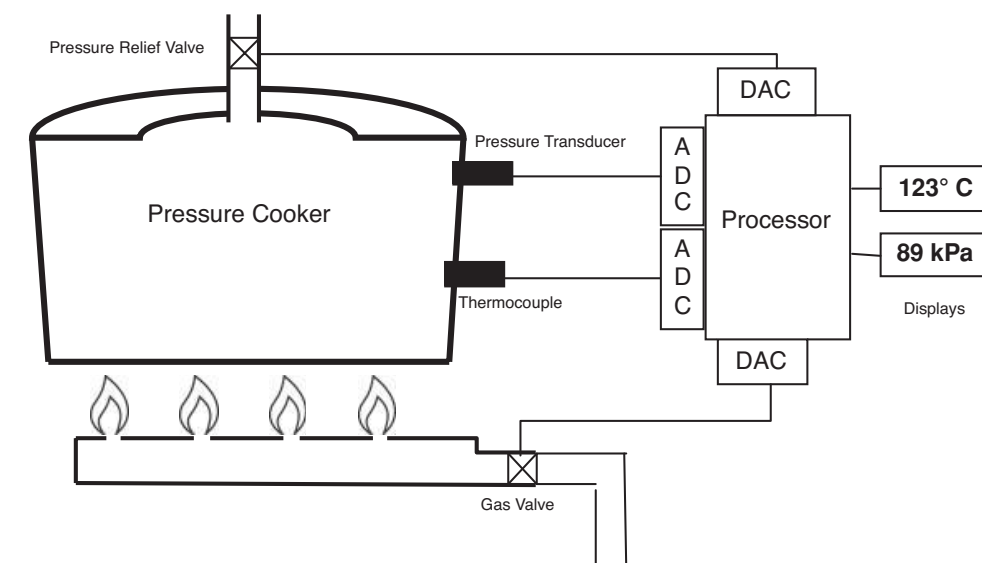 Pressure Relief Valve
DAC
Pressure Transducer
A
D
C
Pressure Cooker
Processor
123° C
A
D
C
89 kPa
Thermocouple
Displays
DAC
Gas Valve